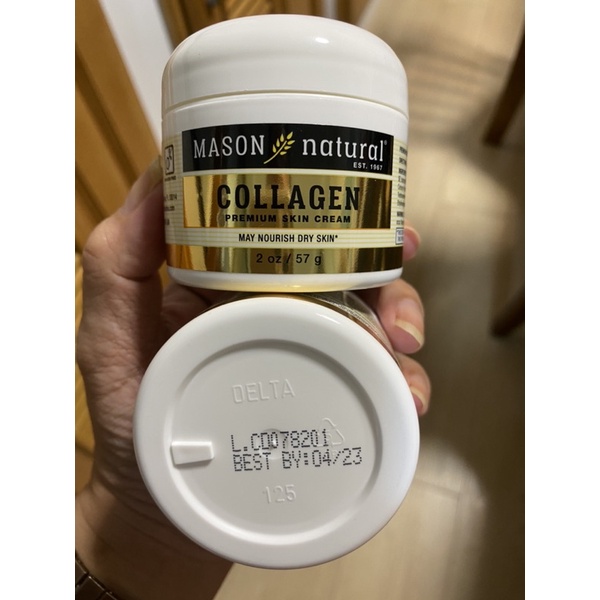 MASON natural®
EST. 1967
COLLAGEN
PREMIUM SKIN CREAM
MAY NOURISH DRY SKIN*
2 oz / 57 g
DELTA
L.CD078201
BEST BY:04/23
125